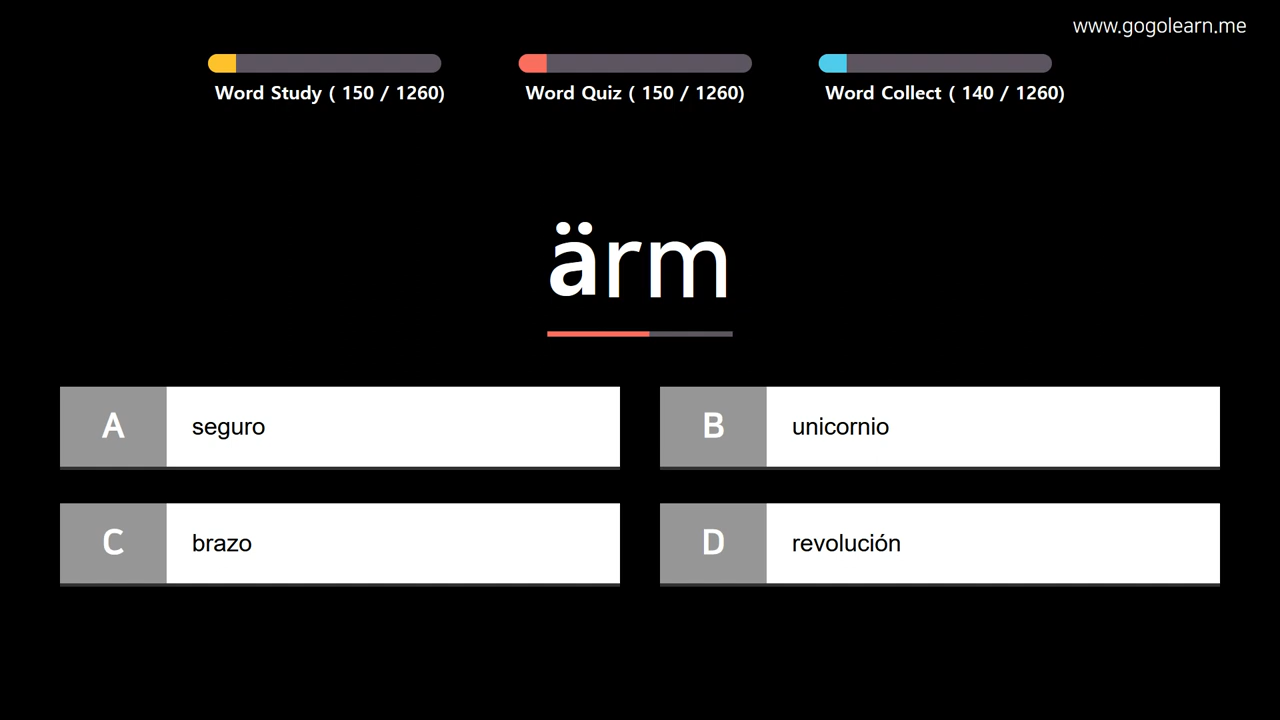 www.gogolearn.me
Word Study ( 150 / 1260)
Word Quiz ( 150 / 1260)
Word Collect ( 140 / 1260)
ärm
A
seguro
B
unicornio
C
brazo
D
revolución